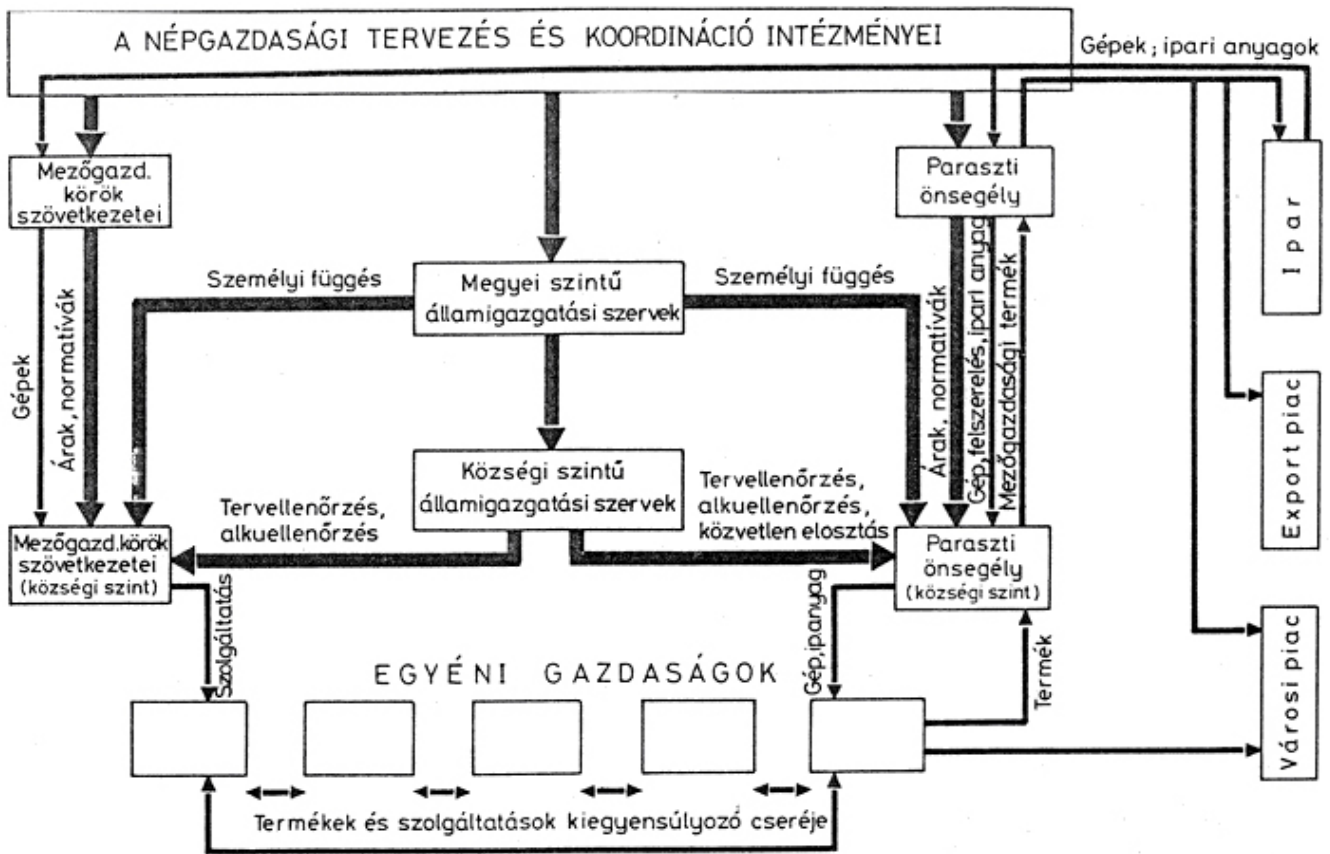 A NÉPGAZDASÁGI TERVEZÉS ÉS KOORDINÁCIÓ INTÉZMÉNYEI
Gépek; ipari anyagok
Mezőgazd.
körök
szövetkezetei
Paraszti
önsegély
Ipar
Személyi függés
Megyei szintű
államigazgatási szervek
Személyi függés
Gépek
Árak, normatívák
Árak, normatívák
Gép, felszerelés, ipari anyag
Mezőgazdasági termék
Export piac
Községi szintű
államigazgatási szervek
Tervellenőrzés,
alkuellenőrzés
Tervellenőrzés,
alkuellenőrzés,
közvetlen elosztás
Mezőgazd. körök
szövetkezetei
(községi szint)
Paraszti
önsegély
(községi szint)
Szolgáltatás
Gép, ip. anyag
Termék
Városi piac
EGYÉNI GAZDASÁGOK
Termékek és szolgáltatások kiegyensúlyozó cseréje